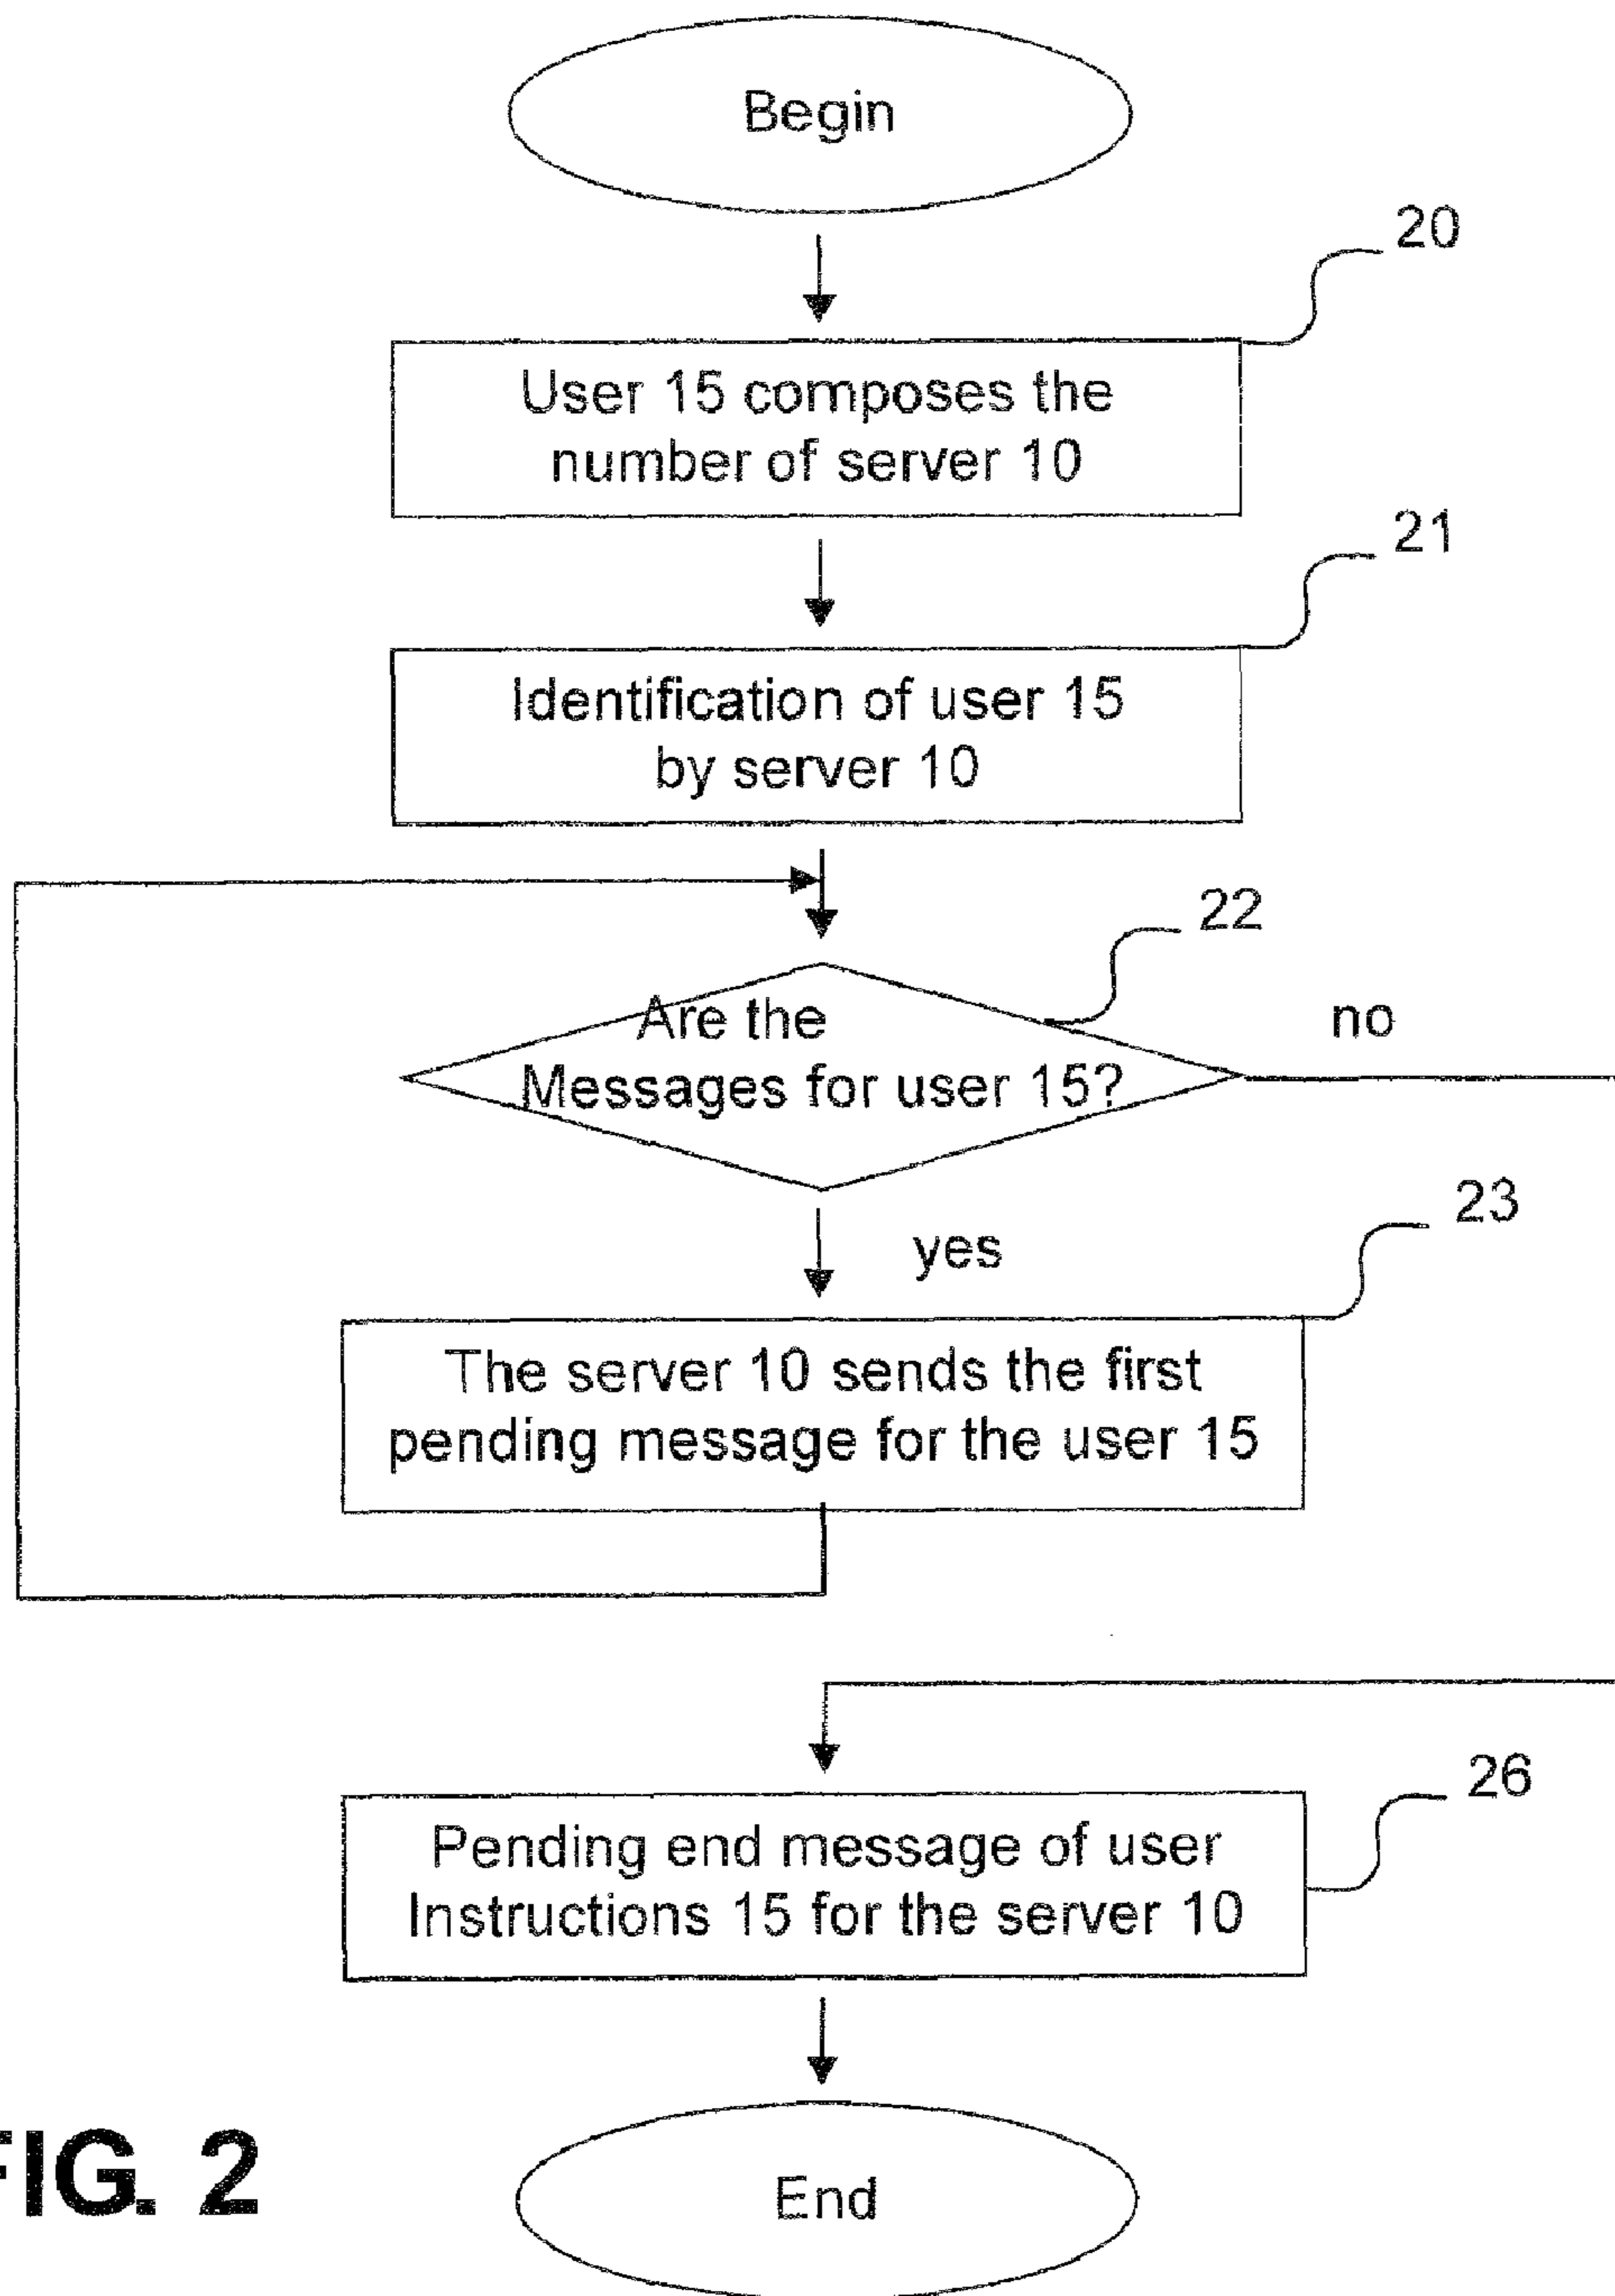 Begin
20
User 15 composes the
number of server 10
21
Identification of user 15
by server 10
22
Are the
Messages for user 15?
no
yes
23
The server 10 sends the first
pending message for the user 15
26
Pending end message of user
Instructions 15 for the server 10
End
FIG. 2